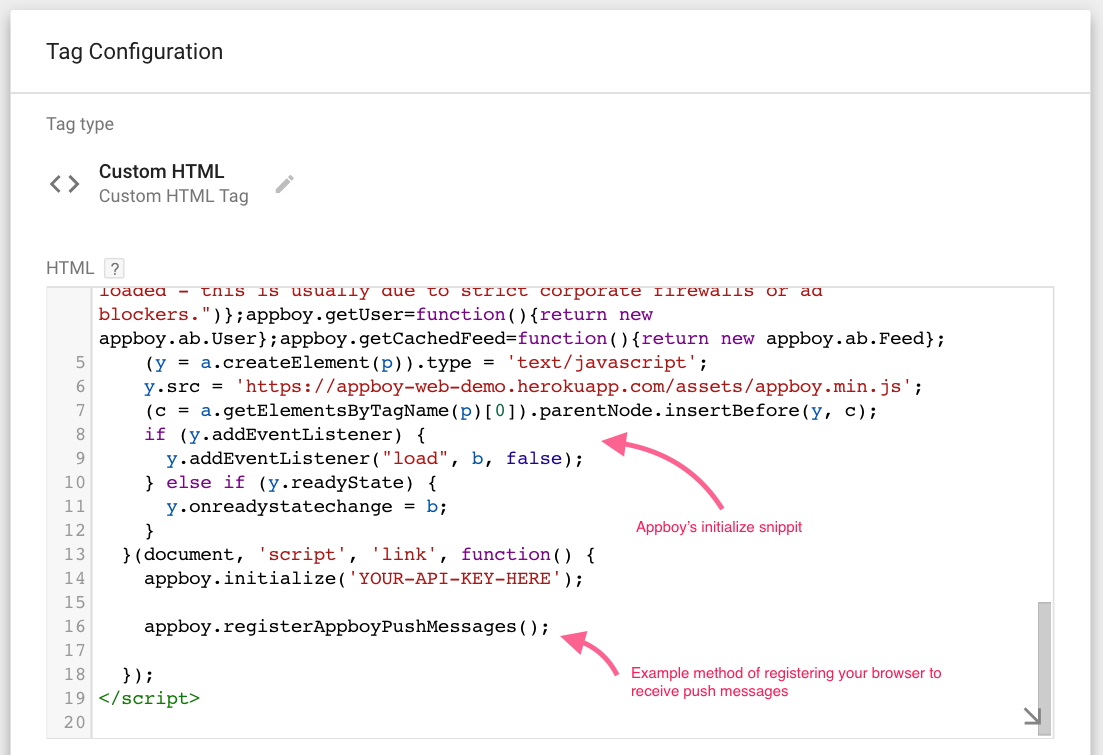 Tag Configuration
Tag type
Custom HTML
Custom HTML Tag
HTML ?
loaded - this is usually due to strict corporate firewalls or ad
blockers.")};appboy.getUser=function(){return new
appboy.ab.User};appboy.getCachedFeed=function(){return new appboy.ab.Feed};
5 (y = a.createElement(p)).type = 'text/javascript';
6 y.src = 'https://appboy-web-demo.herokuapp.com/assets/appboy.min.js';
7 (c = a.getElementsByTagName(p)[0]).parentNode.insertBefore(y, c);
8 if (y.addEventListener) {
9 y.addEventListener("load", b, false);
10 } else if (y.readyState) {
11 y.onreadystatechange = b;
12 }
Appboy's initialize snippit
13 }(document, 'script', 'link', function() {
14 appboy.initialize('YOUR-API-KEY-HERE');
15
16 appboy.registerAppboyPushMessages();
17
18 });
Example method of registering your browser to
receive push messages
19 </script>
20